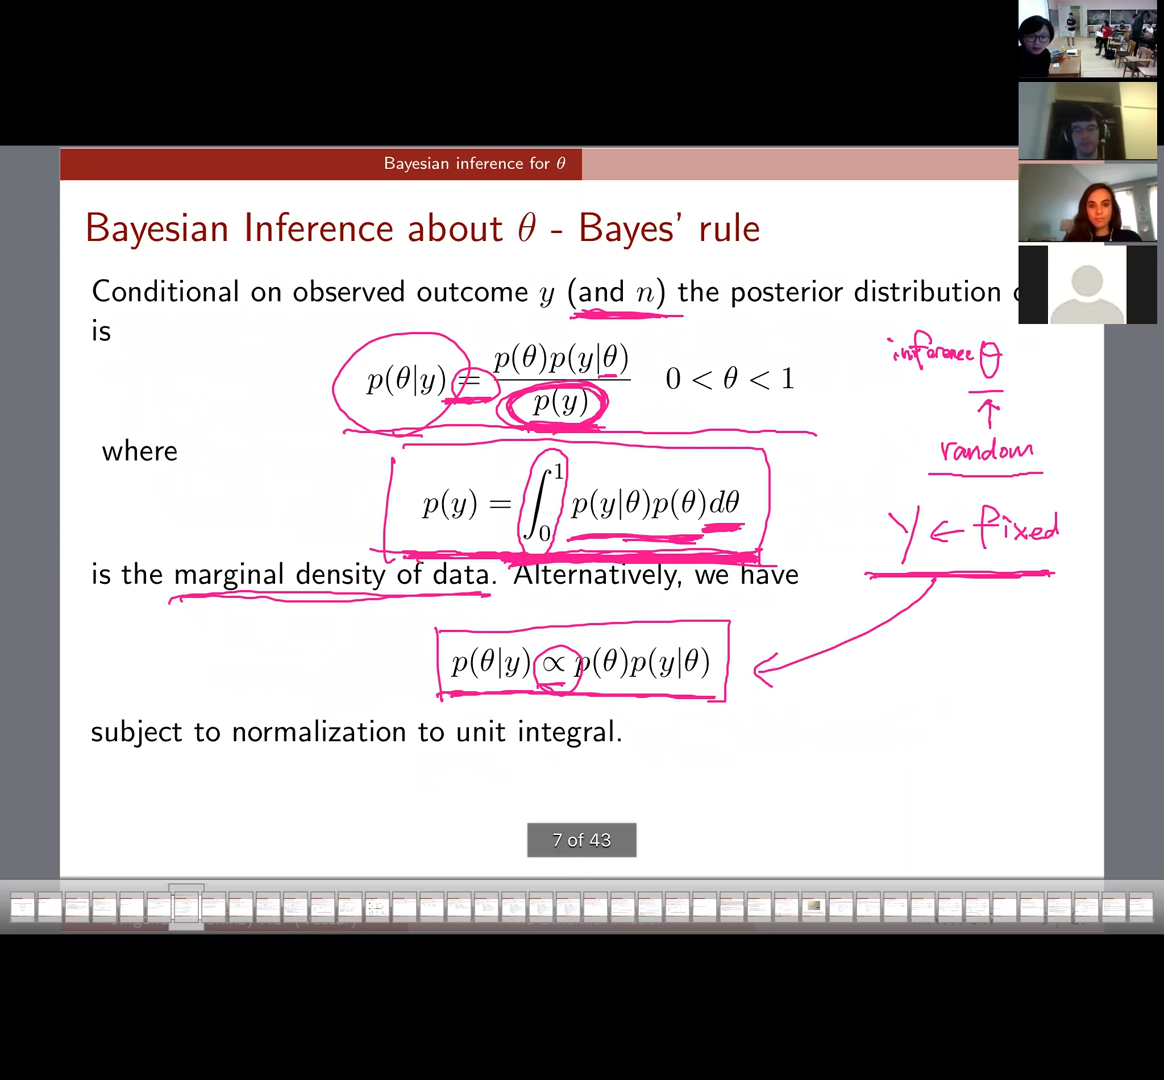 Bayesian inference for θ
Bayesian Inference about θ - Bayes' rule
Conditional on observed outcome y (and n) the posterior distribution
is
p(θ|y) = p(θ)p(y|θ) / p(y) 0 < θ < 1
inference θ
↑
random
where
p(y) = ∫₀¹ p(y|θ)p(θ)dθ
Y ← fixed
is the marginal density of data. Alternatively, we have
p(θ|y) ∝ p(θ)p(y|θ)
subject to normalization to unit integral.
7 of 43